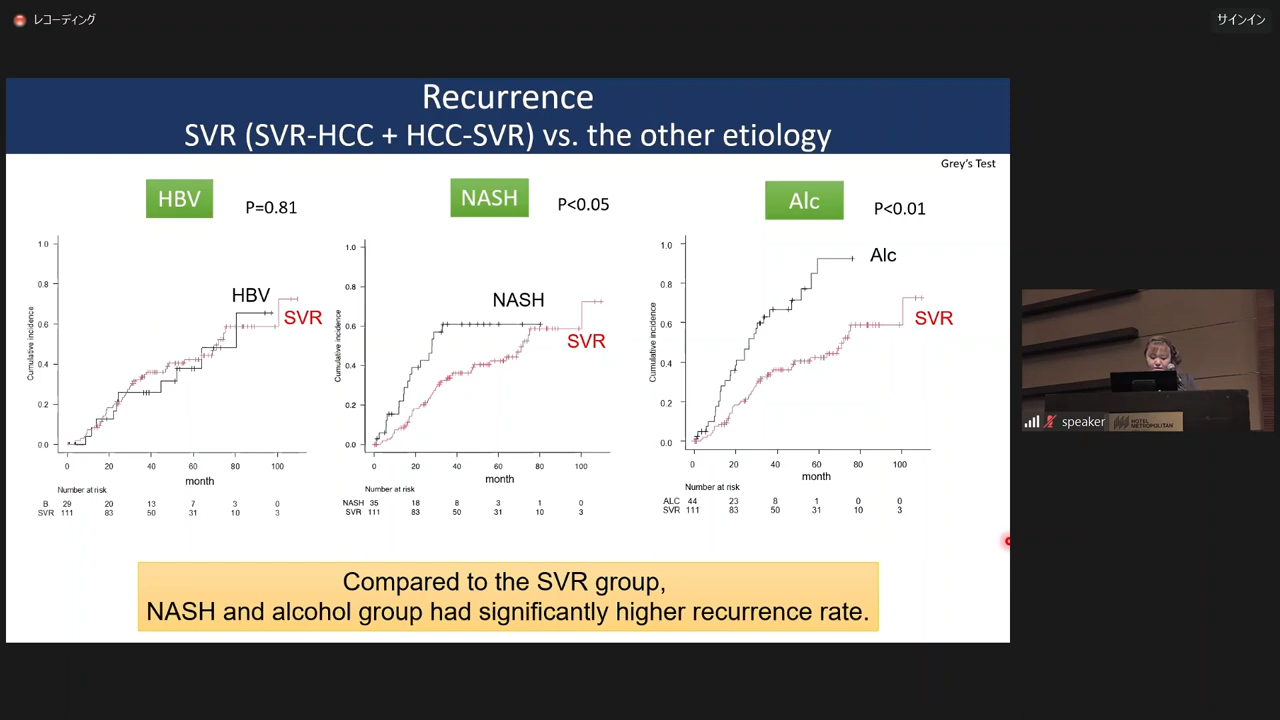 レコーディング
サインイン
Recurrence
SVR (SVR-HCC + HCC-SVR) vs. the other etiology
Grey's Test
HBV
P=0.81
Cumulative incidence
1.0
0.8
0.6
0.4
0.2
0.0
HBV
SVR
0 20 40 60 80 100
month
Number at risk
B 29 20 13 7 3 0
SVR 111 83 50 31 10 3
NASH
P<0.05
Cumulative incidence
1.0
0.8
0.6
0.4
0.2
0.0
NASH
SVR
0 20 40 60 80 100
month
Number at risk
NASH 35 18 8 3 1 0
SVR 111 83 50 31 10 3
Alc
P<0.01
Cumulative incidence
1.0
0.8
0.6
0.4
0.2
0.0
Alc
SVR
0 20 40 60 80 100
month
Number at risk
ALC 44 23 8 1 0 0
SVR 111 83 50 31 10 3
Compared to the SVR group,
NASH and alcohol group had significantly higher recurrence rate.
speaker
HOTEL
METROPOLITAN